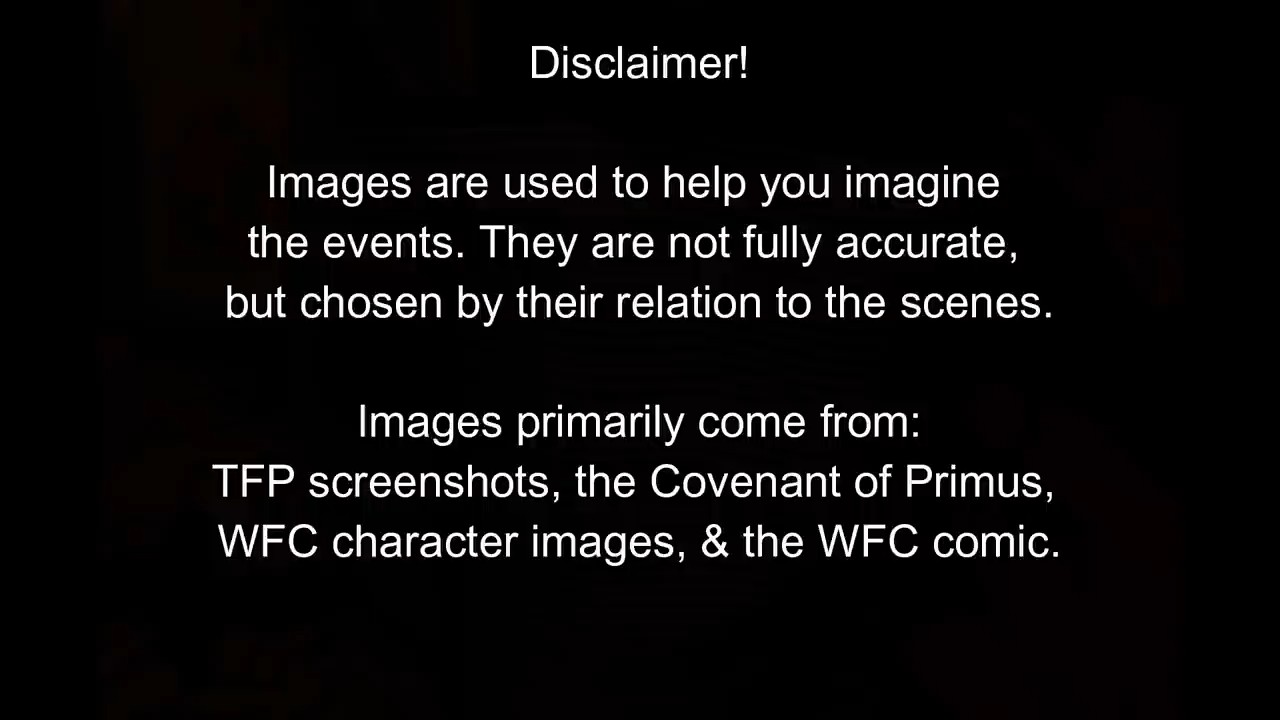 Disclaimer!
Images are used to help you imagine
the events. They are not fully accurate,
but chosen by their relation to the scenes.
Images primarily come from:
TFP screenshots, the Covenant of Primus,
WFC character images, & the WFC comic.